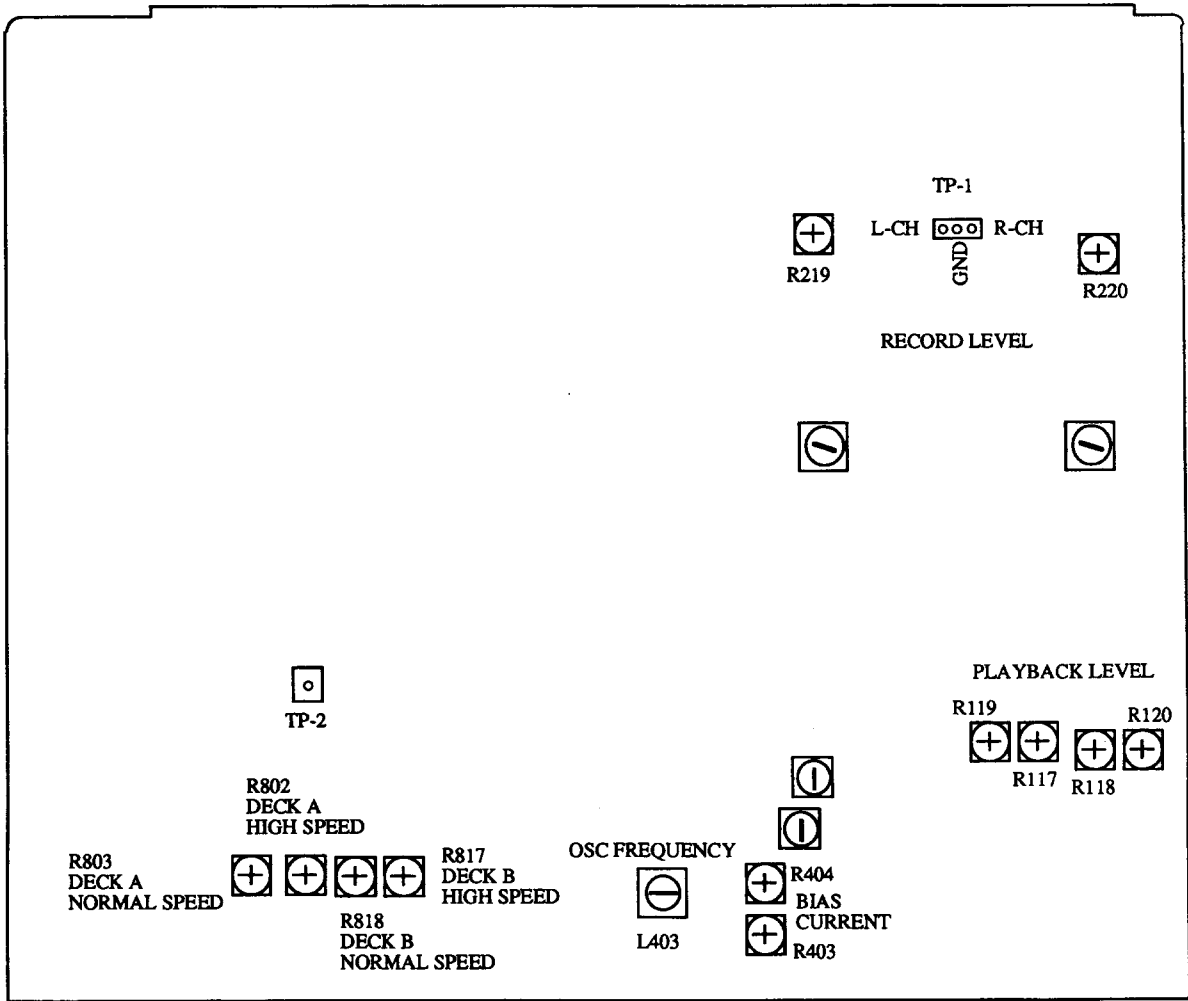 TP-1
L-CH
R-CH
GND
R219
R220
RECORD LEVEL
TP-2
PLAYBACK LEVEL
R119
R120
R117
R118
R802
DECK A
HIGH SPEED
R803
DECK A
NORMAL SPEED
R817
DECK B
HIGH SPEED
R818
DECK B
NORMAL SPEED
OSC FREQUENCY
L403
R404
BIAS
CURRENT
R403